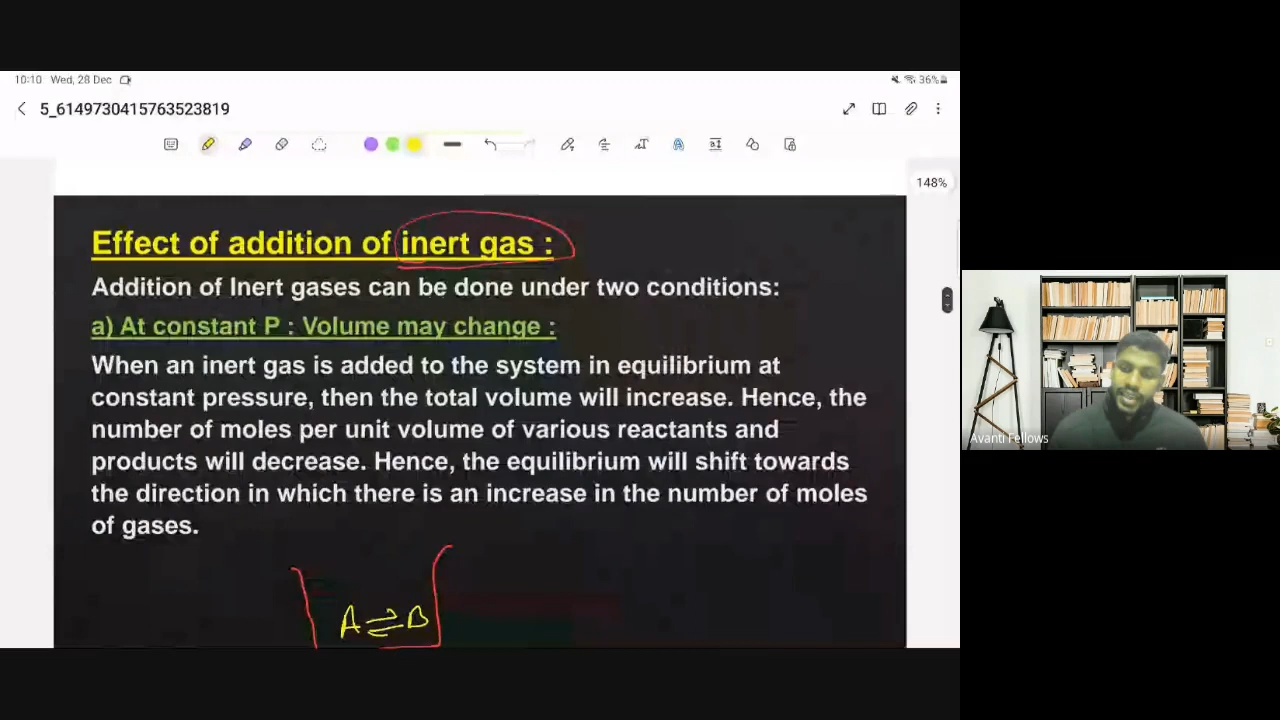 10:10 Wed, 28 Dec
36%
5_6149730415763523819
148%
Effect of addition of inert gas :
Addition of Inert gases can be done under two conditions:
a) At constant P : Volume may change :
When an inert gas is added to the system in equilibrium at
constant pressure, then the total volume will increase. Hence, the
number of moles per unit volume of various reactants and
products will decrease. Hence, the equilibrium will shift towards
the direction in which there is an increase in the number of moles
of gases.
A ⇌ B
Avanti Fellows